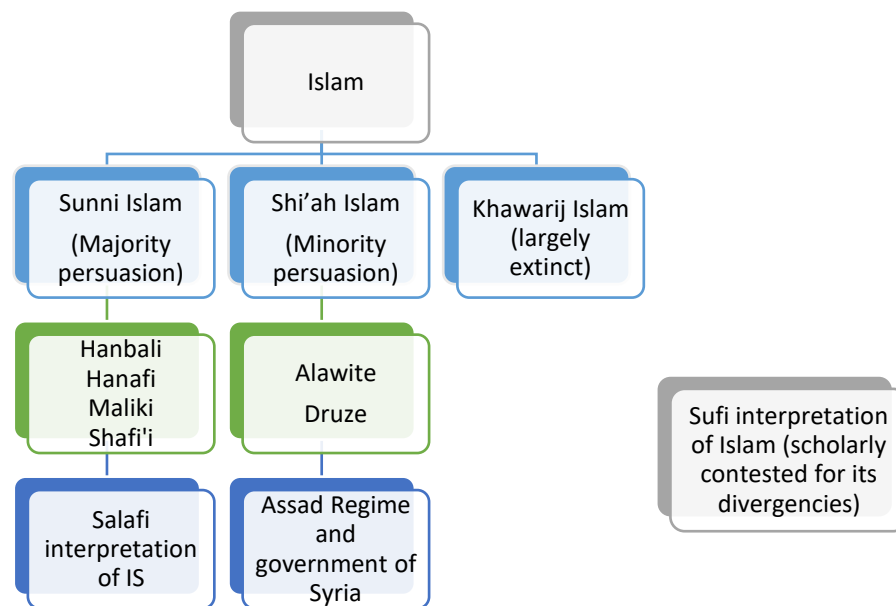 Islam
Sunni Islam
(Majority
persuasion)
Shi’ah Islam
(Minority
persuasion)
Khawarij Islam
(largely
extinct)
Hanbali
Hanafi
Maliki
Shafi'i
Alawite
Druze
Sufi interpretation
of Islam (scholarly
contested for its
divergencies)
Salafi
interpretation
of IS
Assad Regime
and
government of
Syria